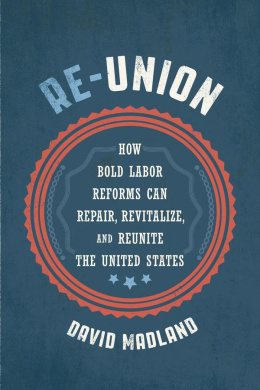 RE-UNION
HOW
BOLD LABOR
REFORMS CAN
REPAIR, REVITALIZE,
AND REUNITE
THE UNITED STATES
DAVID MADLAND